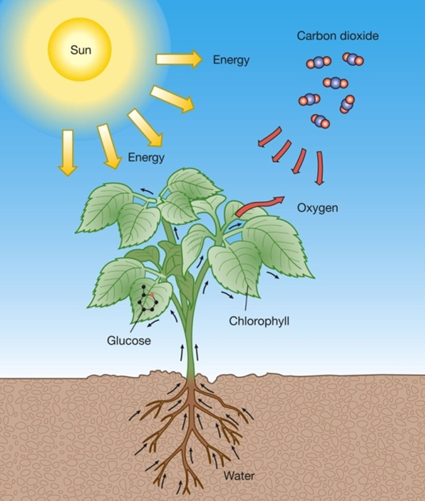 Sun
Energy
Carbon dioxide
Energy
Oxygen
Chlorophyll
Glucose
Water